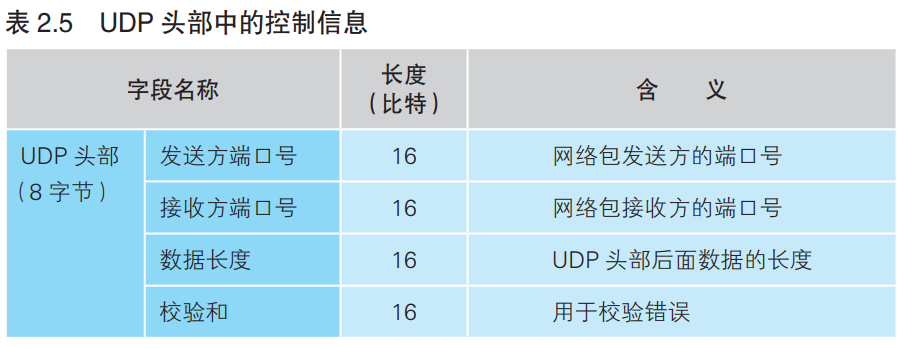 表 2.5 UDP 头部中的控制信息
字段名称 长度（比特） 含 义
UDP 头部（8 字节） 发送方端口号 16 网络包发送方的端口号
接收方端口号 16 网络包接收方的端口号
数据长度 16 UDP 头部后面数据的长度
校验和 16 用于校验错误